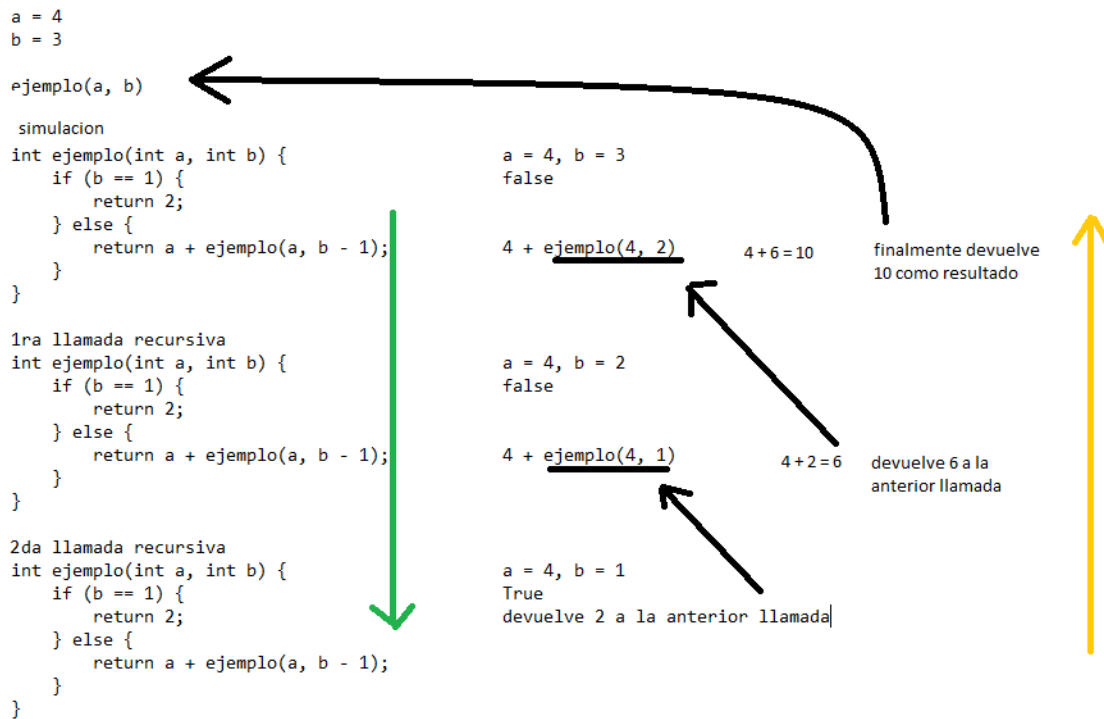 a = 4
b = 3
ejemplo(a, b)
simulacion
int ejemplo(int a, int b) {
    if (b == 1) {
        return 2;
    } else {
        return a + ejemplo(a, b - 1);
    }
}
a = 4, b = 3
false
4 + ejemplo(4, 2)
4 + 6 = 10
finalmente devuelve
10 como resultado
1ra llamada recursiva
int ejemplo(int a, int b) {
    if (b == 1) {
        return 2;
    } else {
        return a + ejemplo(a, b - 1);
    }
}
a = 4, b = 2
false
4 + ejemplo(4, 1)
4 + 2 = 6
devuelve 6 a la
anterior llamada
2da llamada recursiva
int ejemplo(int a, int b) {
    if (b == 1) {
        return 2;
    } else {
        return a + ejemplo(a, b - 1);
    }
}
a = 4, b = 1
True
devuelve 2 a la anterior llamada